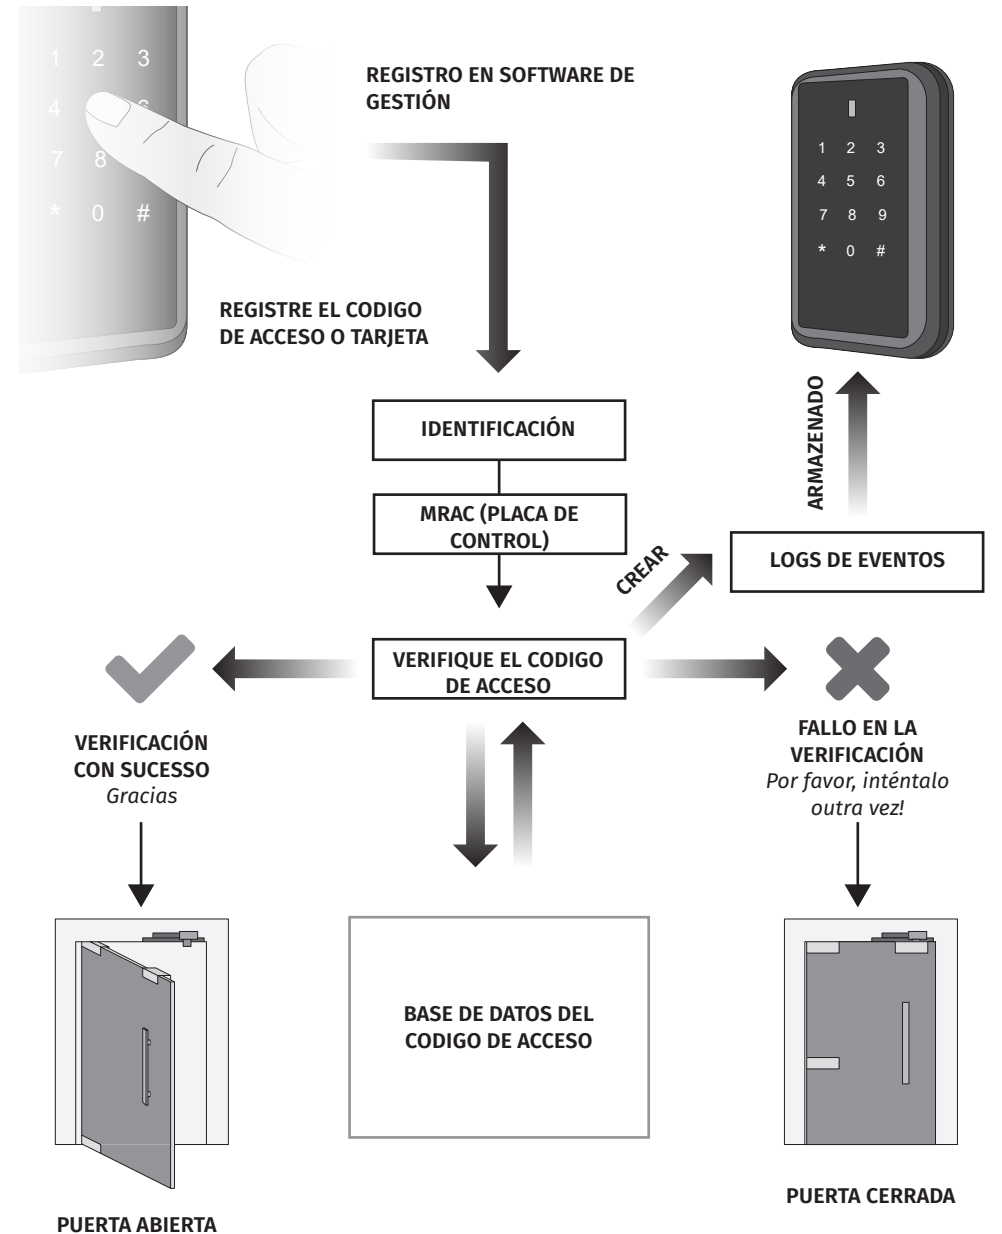 1 2 3
4 6
7 8
* 0 #
REGISTRO EN SOFTWARE DE
GESTIÓN
1 2 3
4 5 6
7 8 9
* 0 #
REGISTRE EL CODIGO
DE ACCESO O TARJETA
IDENTIFICACIÓN
MRAC (PLACA DE
CONTROL)
ARMAZENADO
LOGS DE EVENTOS
CREAR
VERIFIQUE EL CODIGO
DE ACCESO
VERIFICACIÓN
CON SUCESSO
Gracias
FALLO EN LA
VERIFICACIÓN
Por favor, inténtalo
outra vez!
BASE DE DATOS DEL
CODIGO DE ACCESO
PUERTA ABIERTA
PUERTA CERRADA